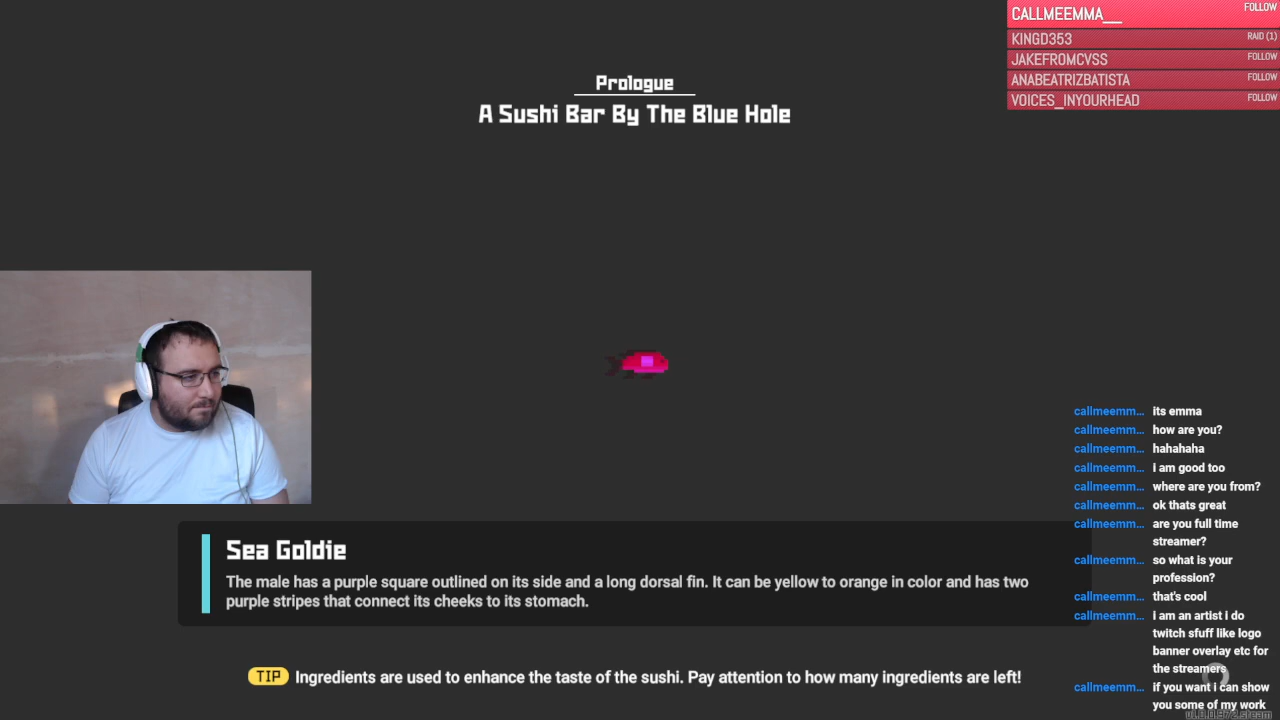 CALLMEEMMA__ FOLLOW
KINGD353 RAID (1)
JAKEFROMCVSS FOLLOW
ANABEATRIZBATISTA FOLLOW
VOICES_INYOURHEAD FOLLOW
Prologue
A Sushi Bar By The Blue Hole
callmeemm... its emma
callmeemm... how are you?
callmeemm... hahahaha
callmeemm... i am good too
callmeemm... where are you from?
callmeemm... ok thats great
callmeemm... are you full time
streamer?
callmeemm... so what is your
profession?
callmeemm... that's cool
callmeemm... i am an artist i do
twitch sfuff like logo
banner overlay etc for
the streamers
callmeemm... if you want i can show
you some of my work
Sea Goldie
The male has a purple square outlined on its side and a long dorsal fin. It can be yellow to orange in color and has two
purple stripes that connect its cheeks to its stomach.
TIP Ingredients are used to enhance the taste of the sushi. Pay attention to how many ingredients are left!